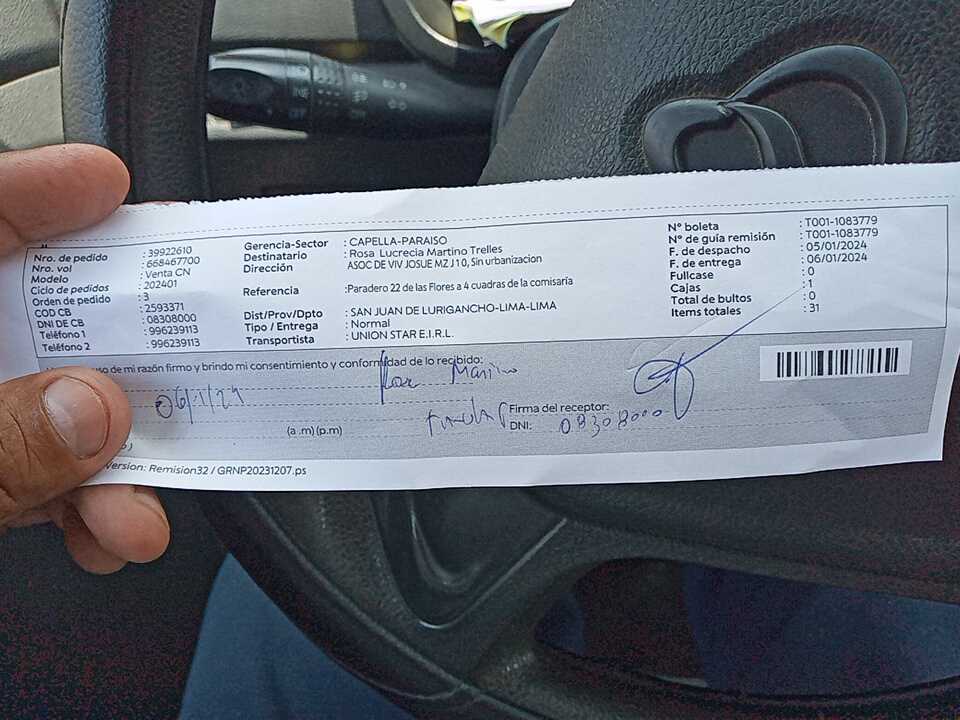 Nro. de pedido : 39922610
Nro. vol : 668467700
Modelo : Venta CN
Ciclo de pedidos : 202401
Orden de pedido : 3
COD CB : 2593371
DNI DE CB : 08308000
Teléfono 1 : 996239113
Teléfono 2 : 996239113
Gerencia-Sector : CAPELLA-PARAISO
Destinatario : Rosa Lucrecia Martino Trelles
Dirección ASOC DE VIV JOSUE MZ J 10, Sin urbanizacion
Referencia :Paradero 22 de las Flores a 4 cuadras de la comisaría
Dist/Prov/Dpto : SAN JUAN DE LURIGANCHO-LIMA-LIMA
Tipo / Entrega : Normal
Transportista : UNION STAR E.I.R.L.
N° boleta : T001-1083779
N° de guía remisión : T001-1083779
F. de despacho : 05/01/2024
F. de entrega : 06/01/2024
Fullcase : 0
Cajas : 1
Total de bultos : 0
Items totales : 31
so de mi razón firmo y brindo mi consentimiento y conformidad de lo recibido:
06/1/24
Martino
(a .m) (p.m)
Firma del receptor:
DNI: 08308000
version: Remision32 / GRNP20231207.ps
OFF